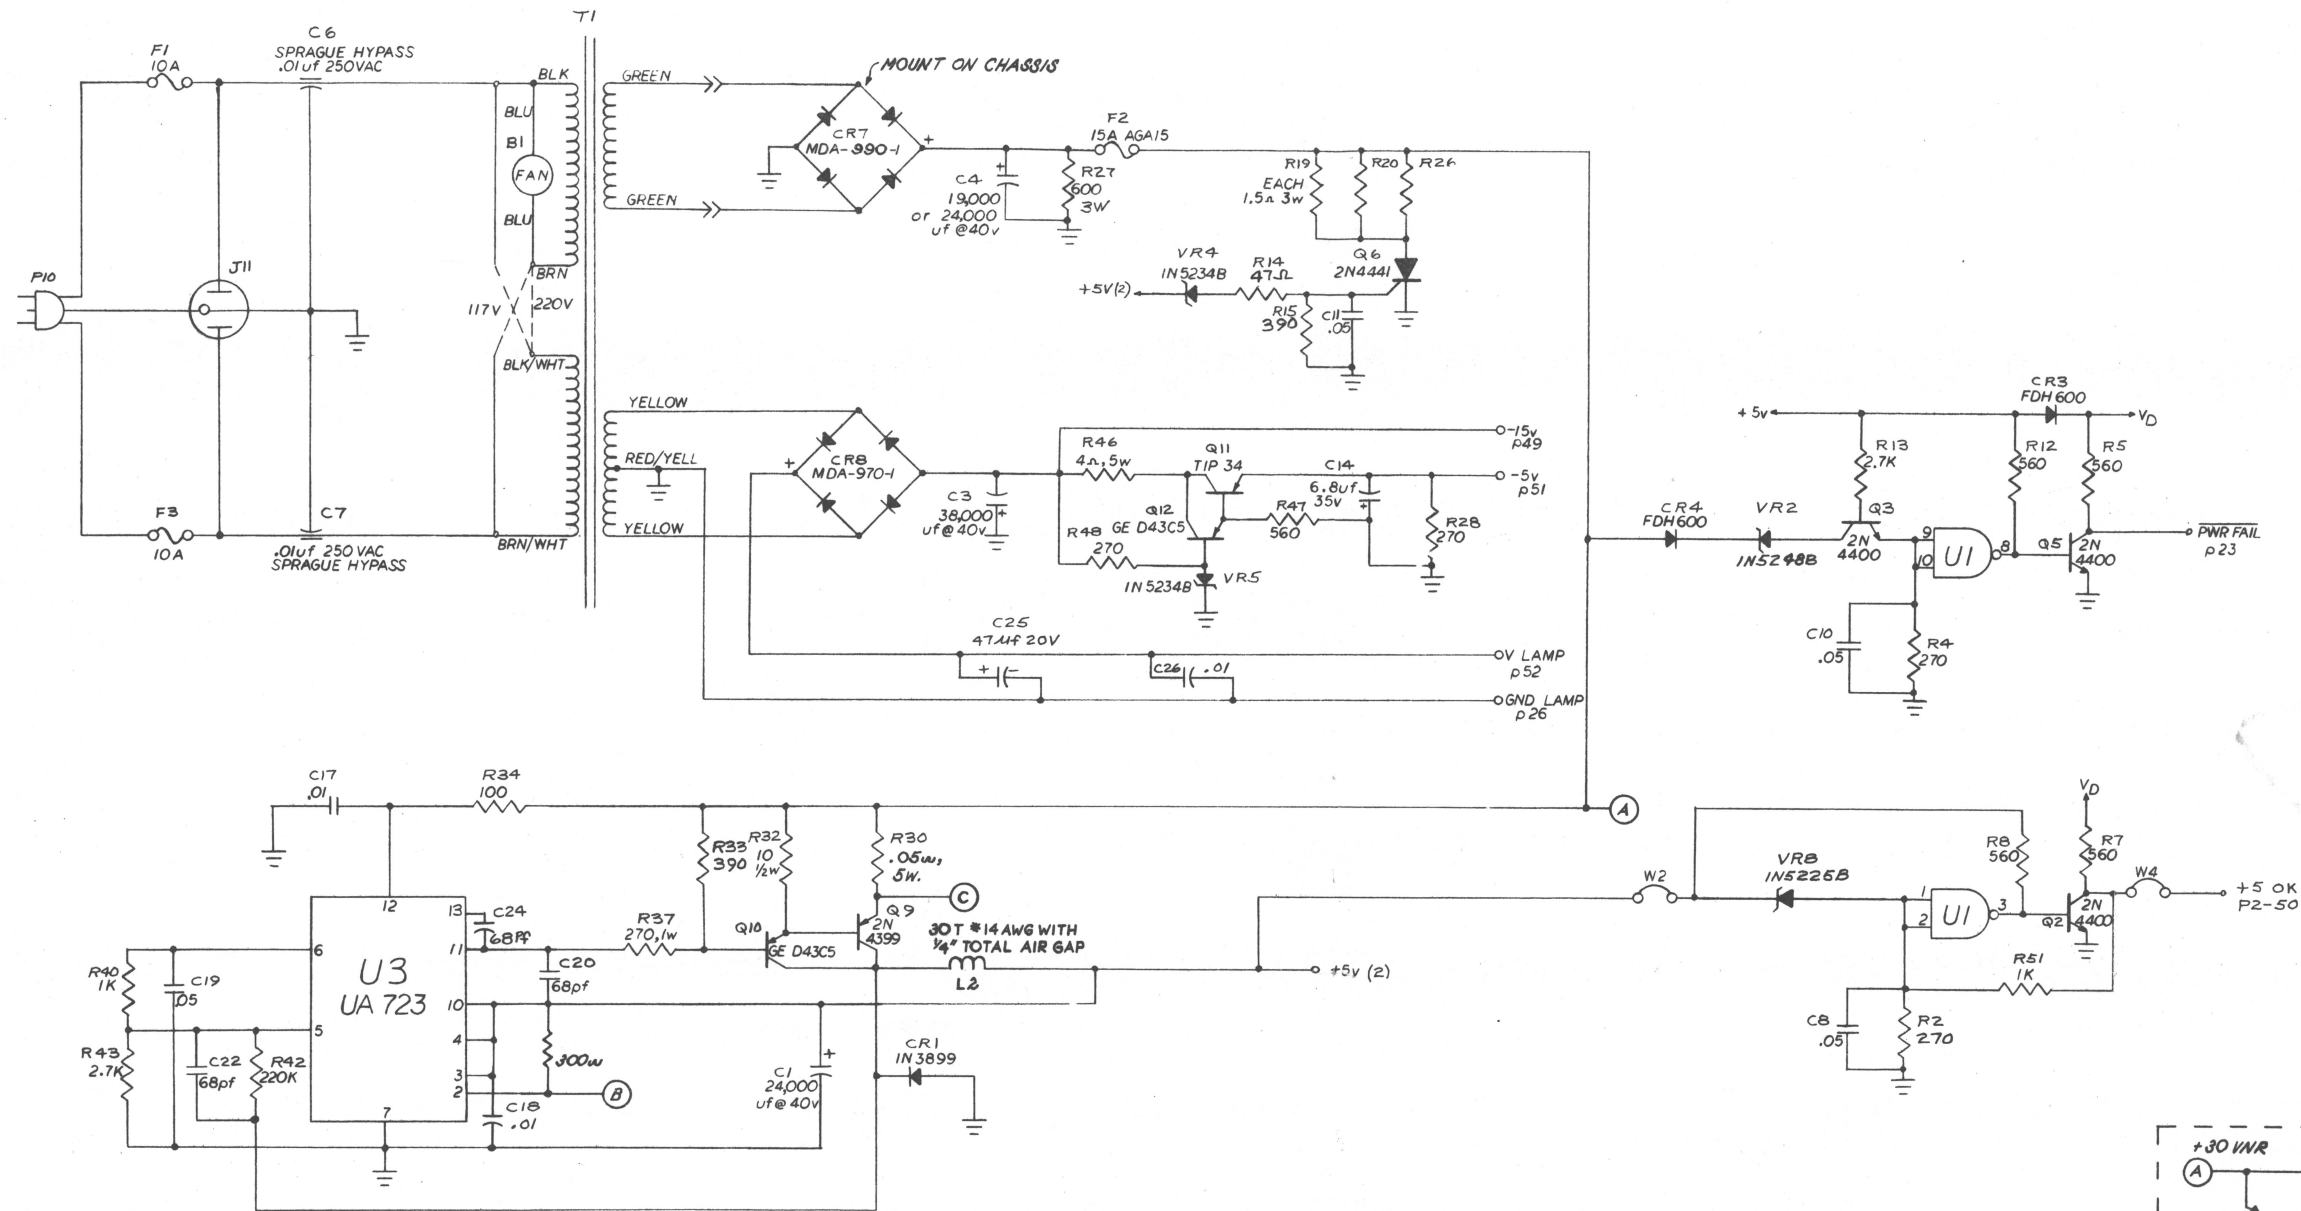 T1
C6
SPRAGUE HYPASS
.01uf 250VAC
F1
10A
BLK
BLU
B1
FAN
BLU
BRN
117V
220V
BLK/WHT
BRN/WHT
P10
J11
F3
10A
C7
.01uf 250 VAC
SPRAGUE HYPASS
GREEN
GREEN
MOUNT ON CHASSIS
CR7
MDA-990-1
+
+
C4
19,000
or 24,000
uf @40v
R27
600
3W
F2
15A AGA15
R19
R20
R26
EACH
1.5Ω 3w
Q6
2N4441
VR4
1N5234B
R14
47Ω
+5V(2)
R15
390
C11
.05
YELLOW
RED/YELL
YELLOW
+
CR8
MDA-970-1
C3
38,000
uf@40v
+
R46
4Ω, 5w
Q11
TIP 34
C14
6.8uf
35v
+
-15v
p49
-5v
p51
Q12
GE D43C5
R47
560
R28
270
R48
270
1N5234B
VR5
C25
47uf 20V
+ -
C26
.01
V LAMP
p52
GND LAMP
p26
CR3
FDH600
+5v
VD
R13
2.7K
R12
560
R5
560
CR4
FDH600
VR2
1N5248B
Q3
2N
4400
9
10
U1
8
Q5
2N
4400
PWR FAIL
p23
C10
.05
R4
270
C17
.01
R34
100
A
R33
390
R32
10
½w
R30
.05w,
5w.
C
12
13
C24
68Pf
11
R37
270,1w
Q10
GE D43C5
Q9
2N
4399
30T #14 AWG WITH
¼" TOTAL AIR GAP
L2
+5v (2)
6
R40
1K
C19
.05
U3
UA 723
C20
68pf
10
5
4
3
2
R43
2.7K
C22
68pf
R42
220K
300w
B
C18
.01
7
C1
24,000
uf@40v
+
CR1
1N3899
VD
W2
VR8
1N5225B
R8
560
R7
560
W4
+5 OK
P2-50
1
2
U1
3
Q2
2N
4400
R51
1K
C8
.05
R2
270
+30 VNR
A